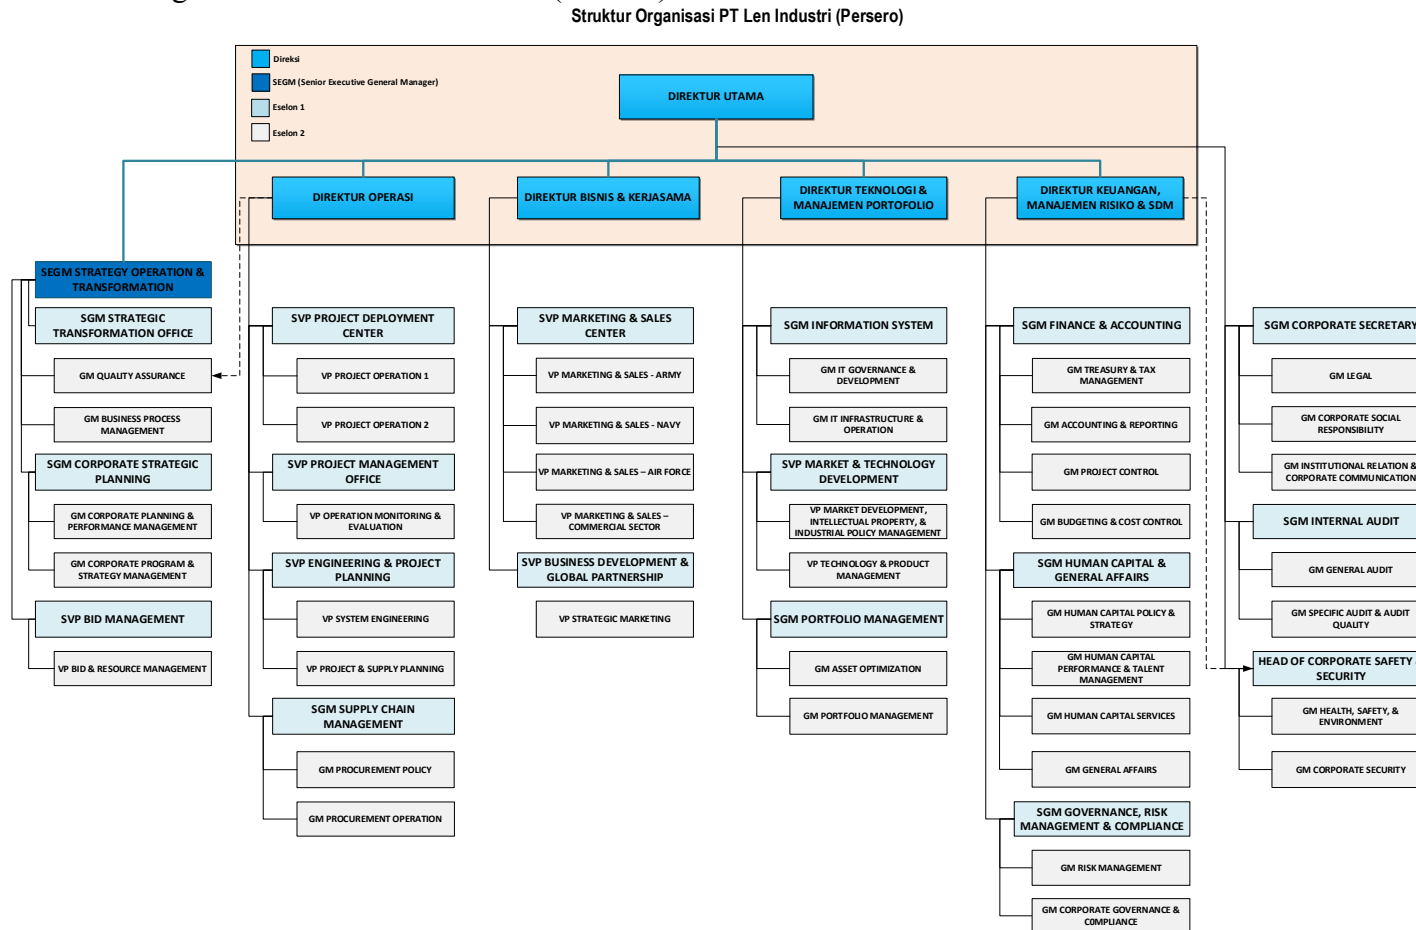 Struktur Organisasi PT Len Industri (Persero)
Direksi
SEGM (Senior Executive General Manager)
Eselon 1
Eselon 2
DIREKTUR UTAMA
DIREKTUR OPERASI
DIREKTUR BISNIS & KERJASAMA
DIREKTUR TEKNOLOGI &
MANAJEMEN PORTOFOLIO
DIREKTUR KEUANGAN,
MANAJEMEN RISIKO & SDM
SEGM STRATEGY OPERATION &
TRANSFORMATION
SGM STRATEGIC
TRANSFORMATION OFFICE
GM QUALITY ASSURANCE
GM BUSINESS PROCESS
MANAGEMENT
SGM CORPORATE STRATEGIC
PLANNING
GM CORPORATE PLANNING &
PERFORMANCE MANAGEMENT
GM CORPORATE PROGRAM &
STRATEGY MANAGEMENT
SVP BID MANAGEMENT
VP BID & RESOURCE MANAGEMENT
SVP PROJECT DEPLOYMENT
CENTER
VP PROJECT OPERATION 1
VP PROJECT OPERATION 2
SVP PROJECT MANAGEMENT
OFFICE
VP OPERATION MONITORING &
EVALUATION
SVP ENGINEERING & PROJECT
PLANNING
VP SYSTEM ENGINEERING
VP PROJECT & SUPPLY PLANNING
SGM SUPPLY CHAIN
MANAGEMENT
GM PROCUREMENT POLICY
GM PROCUREMENT OPERATION
SVP MARKETING & SALES
CENTER
VP MARKETING & SALES - ARMY
VP MARKETING & SALES - NAVY
VP MARKETING & SALES – AIR FORCE
VP MARKETING & SALES –
COMMERCIAL SECTOR
SVP BUSINESS DEVELOPMENT &
GLOBAL PARTNERSHIP
VP STRATEGIC MARKETING
SGM INFORMATION SYSTEM
GM IT GOVERNANCE &
DEVELOPMENT
GM IT INFRASTRUCTURE &
OPERATION
SVP MARKET & TECHNOLOGY
DEVELOPMENT
VP MARKET DEVELOPMENT,
INTELLECTUAL PROPERTY, &
INDUSTRIAL POLICY MANAGEMENT
VP TECHNOLOGY & PRODUCT
MANAGEMENT
SGM PORTFOLIO MANAGEMENT
GM ASSET OPTIMIZATION
GM PORTFOLIO MANAGEMENT
SGM FINANCE & ACCOUNTING
GM TREASURY & TAX
MANAGEMENT
GM ACCOUNTING & REPORTING
GM PROJECT CONTROL
GM BUDGETING & COST CONTROL
SGM HUMAN CAPITAL &
GENERAL AFFAIRS
GM HUMAN CAPITAL POLICY &
STRATEGY
GM HUMAN CAPITAL
PERFORMANCE & TALENT
MANAGEMENT
GM HUMAN CAPITAL SERVICES
GM GENERAL AFFAIRS
SGM GOVERNANCE, RISK
MANAGEMENT & COMPLIANCE
GM RISK MANAGEMENT
GM CORPORATE GOVERNANCE &
COMPLIANCE
SGM CORPORATE SECRETARY
GM LEGAL
GM CORPORATE SOCIAL
RESPONSIBILITY
GM INSTITUTIONAL RELATION &
CORPORATE COMMUNICATION
SGM INTERNAL AUDIT
GM GENERAL AUDIT
GM SPECIFIC AUDIT & AUDIT
QUALITY
HEAD OF CORPORATE SAFETY
SECURITY
GM HEALTH, SAFETY, &
ENVIRONMENT
GM CORPORATE SECURITY